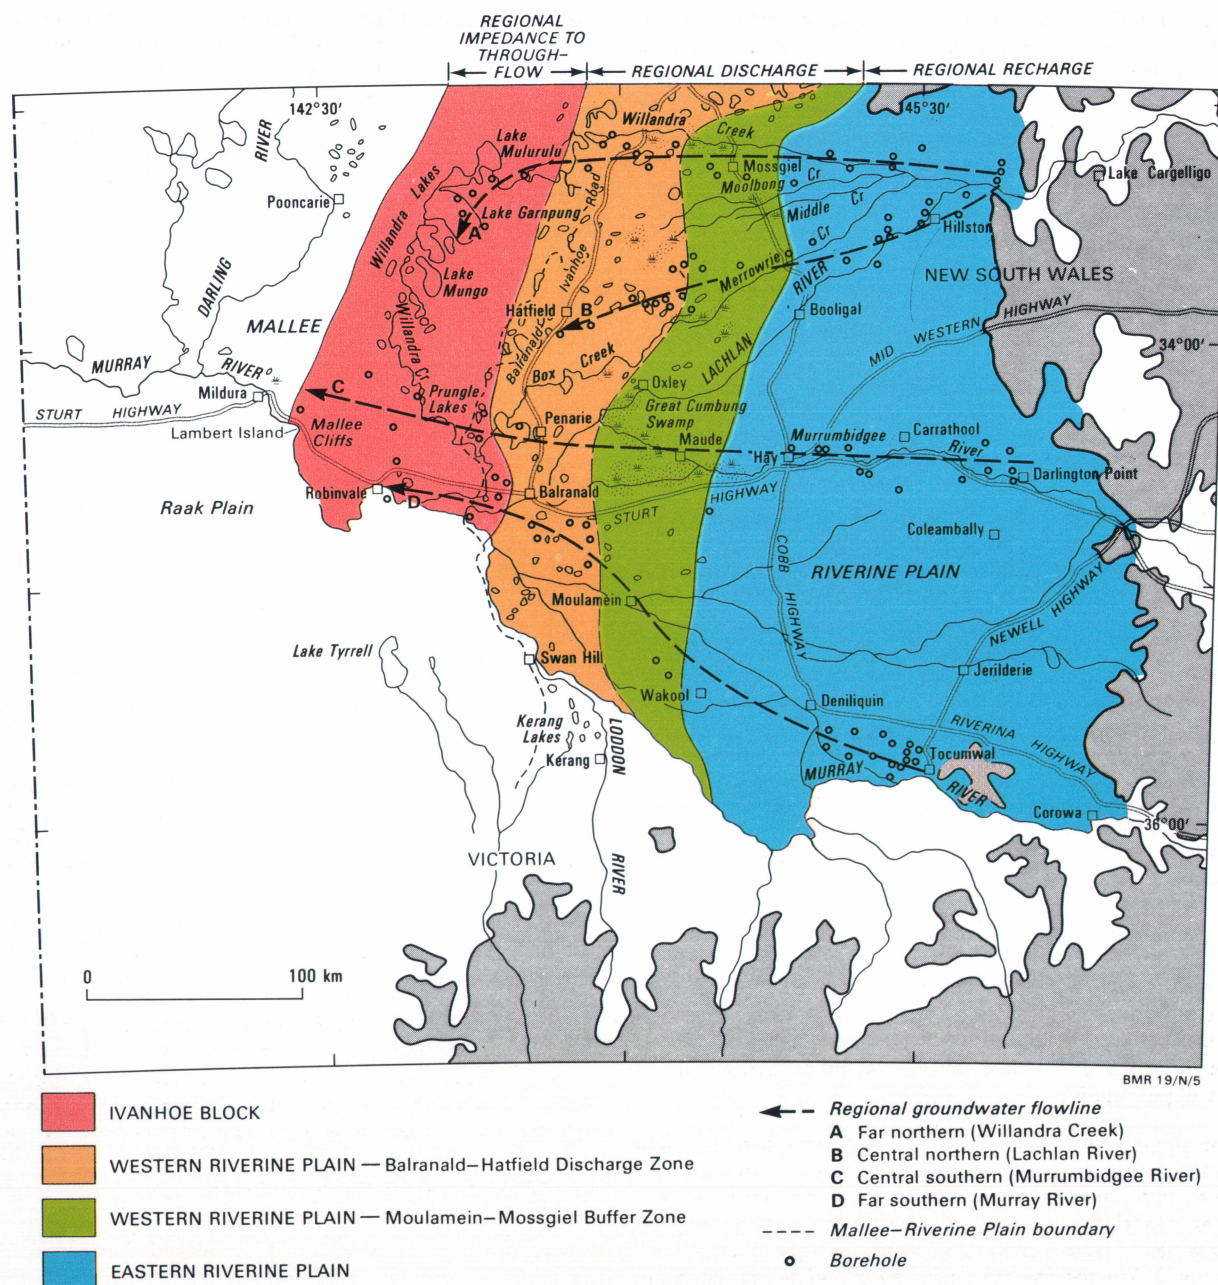 REGIONAL
IMPEDANCE TO
THROUGH-
FLOW
REGIONAL DISCHARGE
REGIONAL RECHARGE
142°30′
145°30′
Willandra
Creek
Lake
Mulurulu
RIVER
Mossgiel
Lake Cargelligo
Moolbong
Cr
Pooncarie
Willandra Lakes
Lake Garnpung
Road
Middle Cr
A
Hillston
Cr
DARLING
Lake
Mungo
Ivanhoe
Merrowrie
RIVER
NEW SOUTH WALES
Hatfield
B
Booligal
HIGHWAY
MALLEE
Willandra Cr
Balranald
MID WESTERN
34°00′
MURRAY
RIVER
Box Creek
LACHLAN
Mildura
C
Prungle
Lakes
Oxley
STURT HIGHWAY
Great Cumbung
Swamp
Lambert Island
Mallee
Cliffs
Penarie
Maude
Murrumbidgee
River
Carrathool
Hay
Darlington Point
Robinvale
D
Balranald
HIGHWAY
STURT
Raak Plain
Coleambally
COBB
HIGHWAY
RIVERINE PLAIN
Moulamein
NEWELL HIGHWAY
Lake Tyrrell
Swan Hill
Jerilderie
Wakool
Deniliquin
Kerang
Lakes
LODDON
RIVERINA HIGHWAY
Kerang
Tocumwal
MURRAY
RIVER
Corowa
36°00′
VICTORIA
RIVER
0 100 km
BMR 19/N/5
IVANHOE BLOCK
WESTERN RIVERINE PLAIN — Balranald–Hatfield Discharge Zone
WESTERN RIVERINE PLAIN — Moulamein–Mossgiel Buffer Zone
EASTERN RIVERINE PLAIN
Regional groundwater flowline
A Far northern (Willandra Creek)
B Central northern (Lachlan River)
C Central southern (Murrumbidgee River)
D Far southern (Murray River)
Mallee–Riverine Plain boundary
Borehole